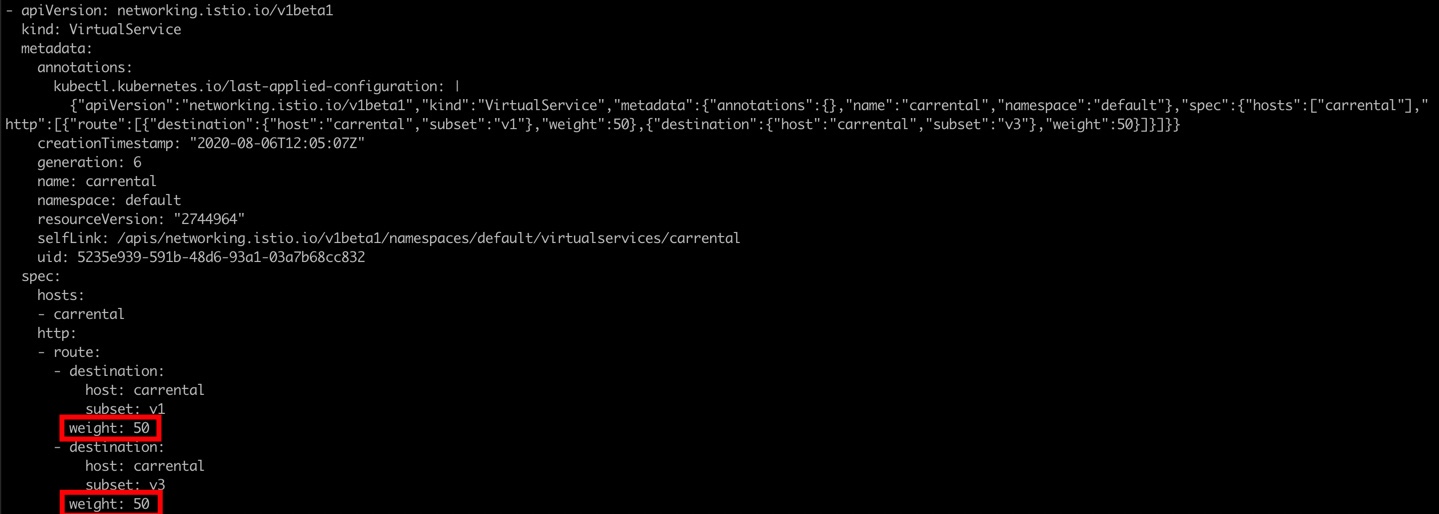 - apiVersion: networking.istio.io/v1beta1
  kind: VirtualService
  metadata:
    annotations:
      kubectl.kubernetes.io/last-applied-configuration: |
        {"apiVersion":"networking.istio.io/v1beta1","kind":"VirtualService","metadata":{"annotations":{},"name":"carrental","namespace":"default"},"spec":{"hosts":["carrental"],"
http":[{"route":[{"destination":{"host":"carrental","subset":"v1"},"weight":50},{"destination":{"host":"carrental","subset":"v3"},"weight":50}]}]}}
    creationTimestamp: "2020-08-06T12:05:07Z"
    generation: 6
    name: carrental
    namespace: default
    resourceVersion: "2744964"
    selfLink: /apis/networking.istio.io/v1beta1/namespaces/default/virtualservices/carrental
    uid: 5235e939-591b-48d6-93a1-03a7b68cc832
  spec:
    hosts:
    - carrental
    http:
    - route:
      - destination:
          host: carrental
          subset: v1
        weight: 50
      - destination:
          host: carrental
          subset: v3
        weight: 50